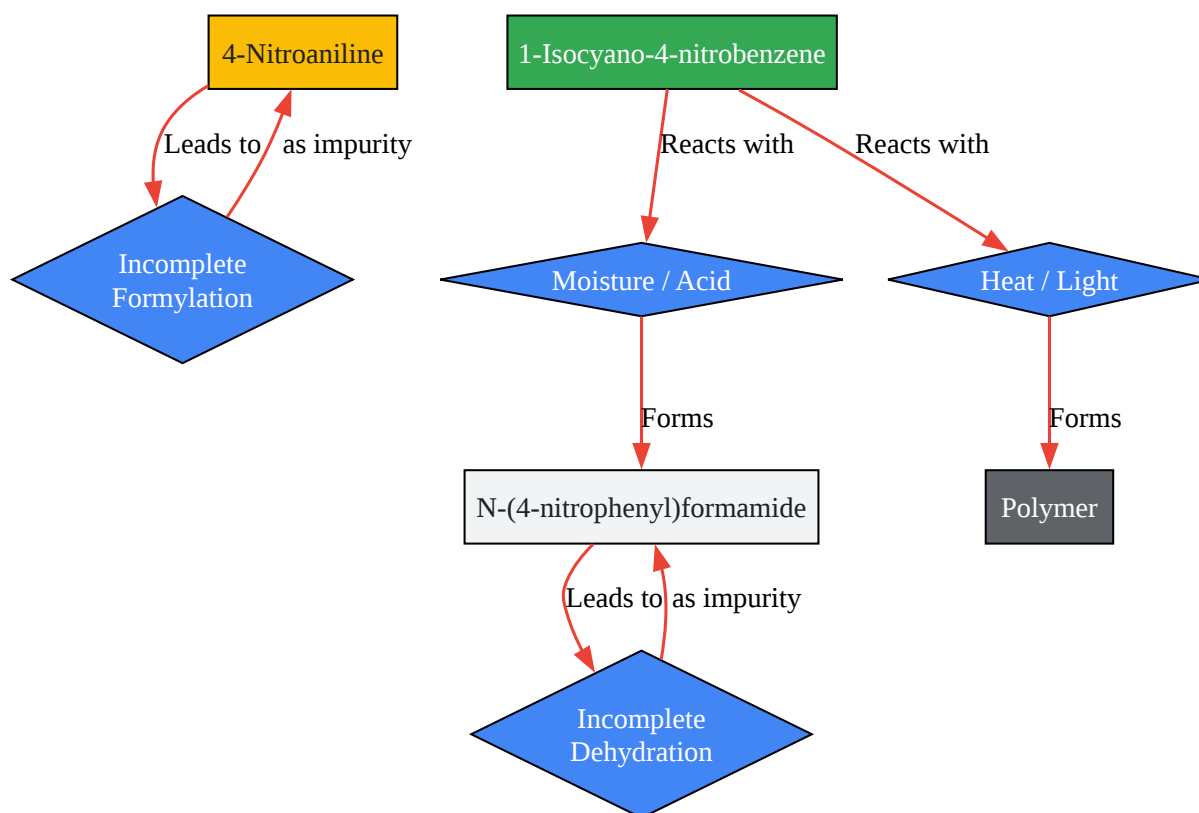 4-Nitroaniline
1-Isocyano-4-nitrobenzene
Leads to
as impurity
Reacts with
Reacts with
Incomplete
Formylation
Moisture / Acid
Heat / Light
Forms
Forms
N-(4-nitrophenyl)formamide
Polymer
Leads to
as impurity
Incomplete
Dehydration